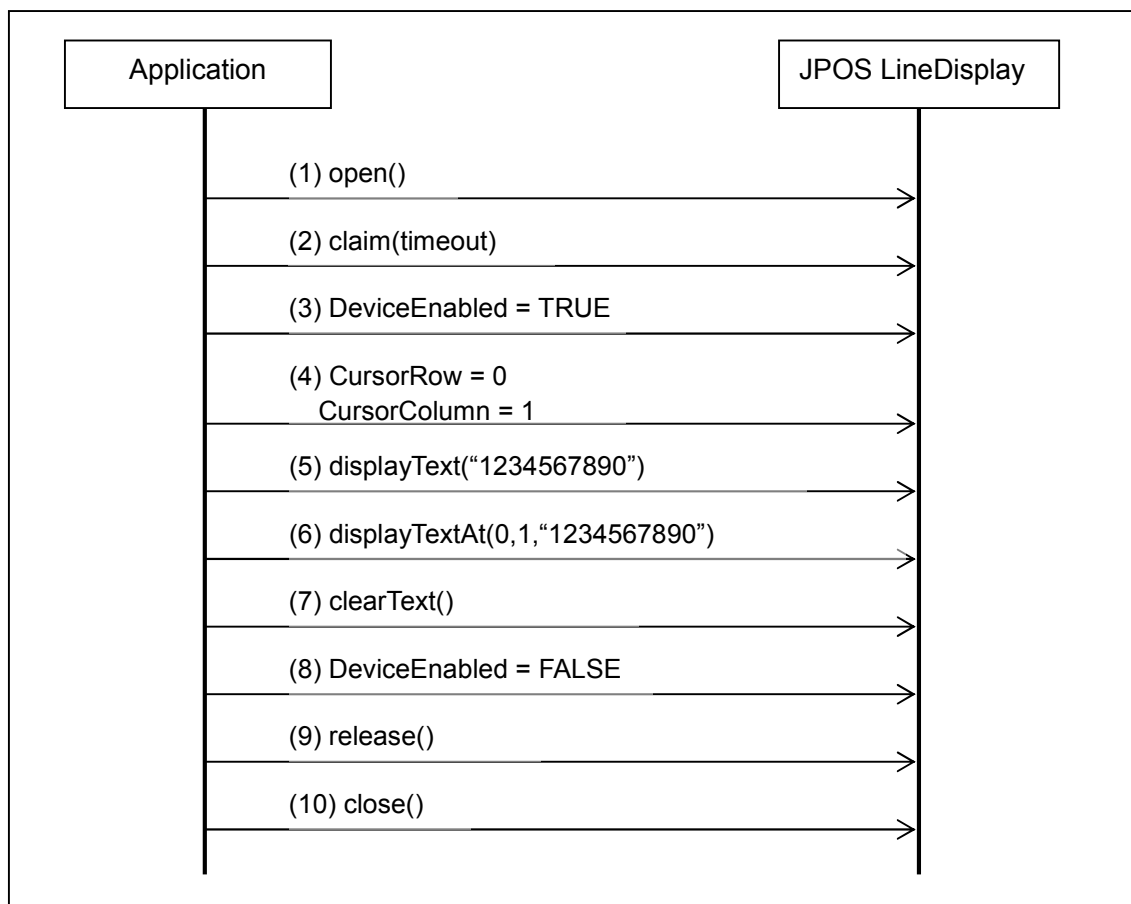 Application
JPOS LineDisplay
(1) open()
(2) claim(timeout)
(3) DeviceEnabled = TRUE
(4) CursorRow = 0
CursorColumn = 1
(5) displayText(“1234567890”)
(6) displayTextAt(0,1,“1234567890”)
(7) clearText()
(8) DeviceEnabled = FALSE
(9) release()
(10) close()